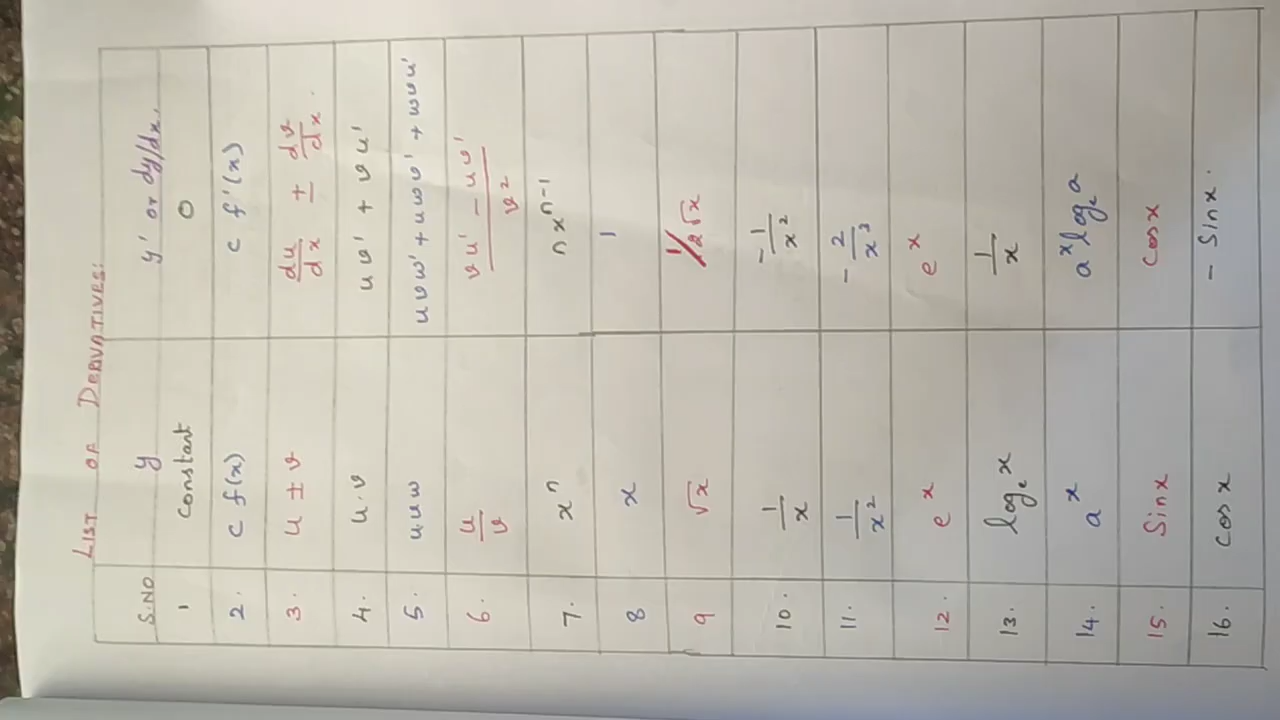 LIST OF DERIVATIVES:
S.NO y y' or dy/dx.
1 constant 0
2. c f(x) c f'(x)
3. u ± v du/dx ± dv/dx.
4. u.v uv' + vu'
5. uvw uvw' + uwv' + wvu'
6. u/v vu' - uv' / v²
7. xⁿ nxⁿ⁻¹
8 x 1
9 √x 1/2√x
10. 1/x -1/x²
11. 1/x² -2/x³
12. eˣ eˣ
13. logₑx 1/x
14. aˣ aˣlogₑa
15. Sinx cosx
16. cosx - Sinx.